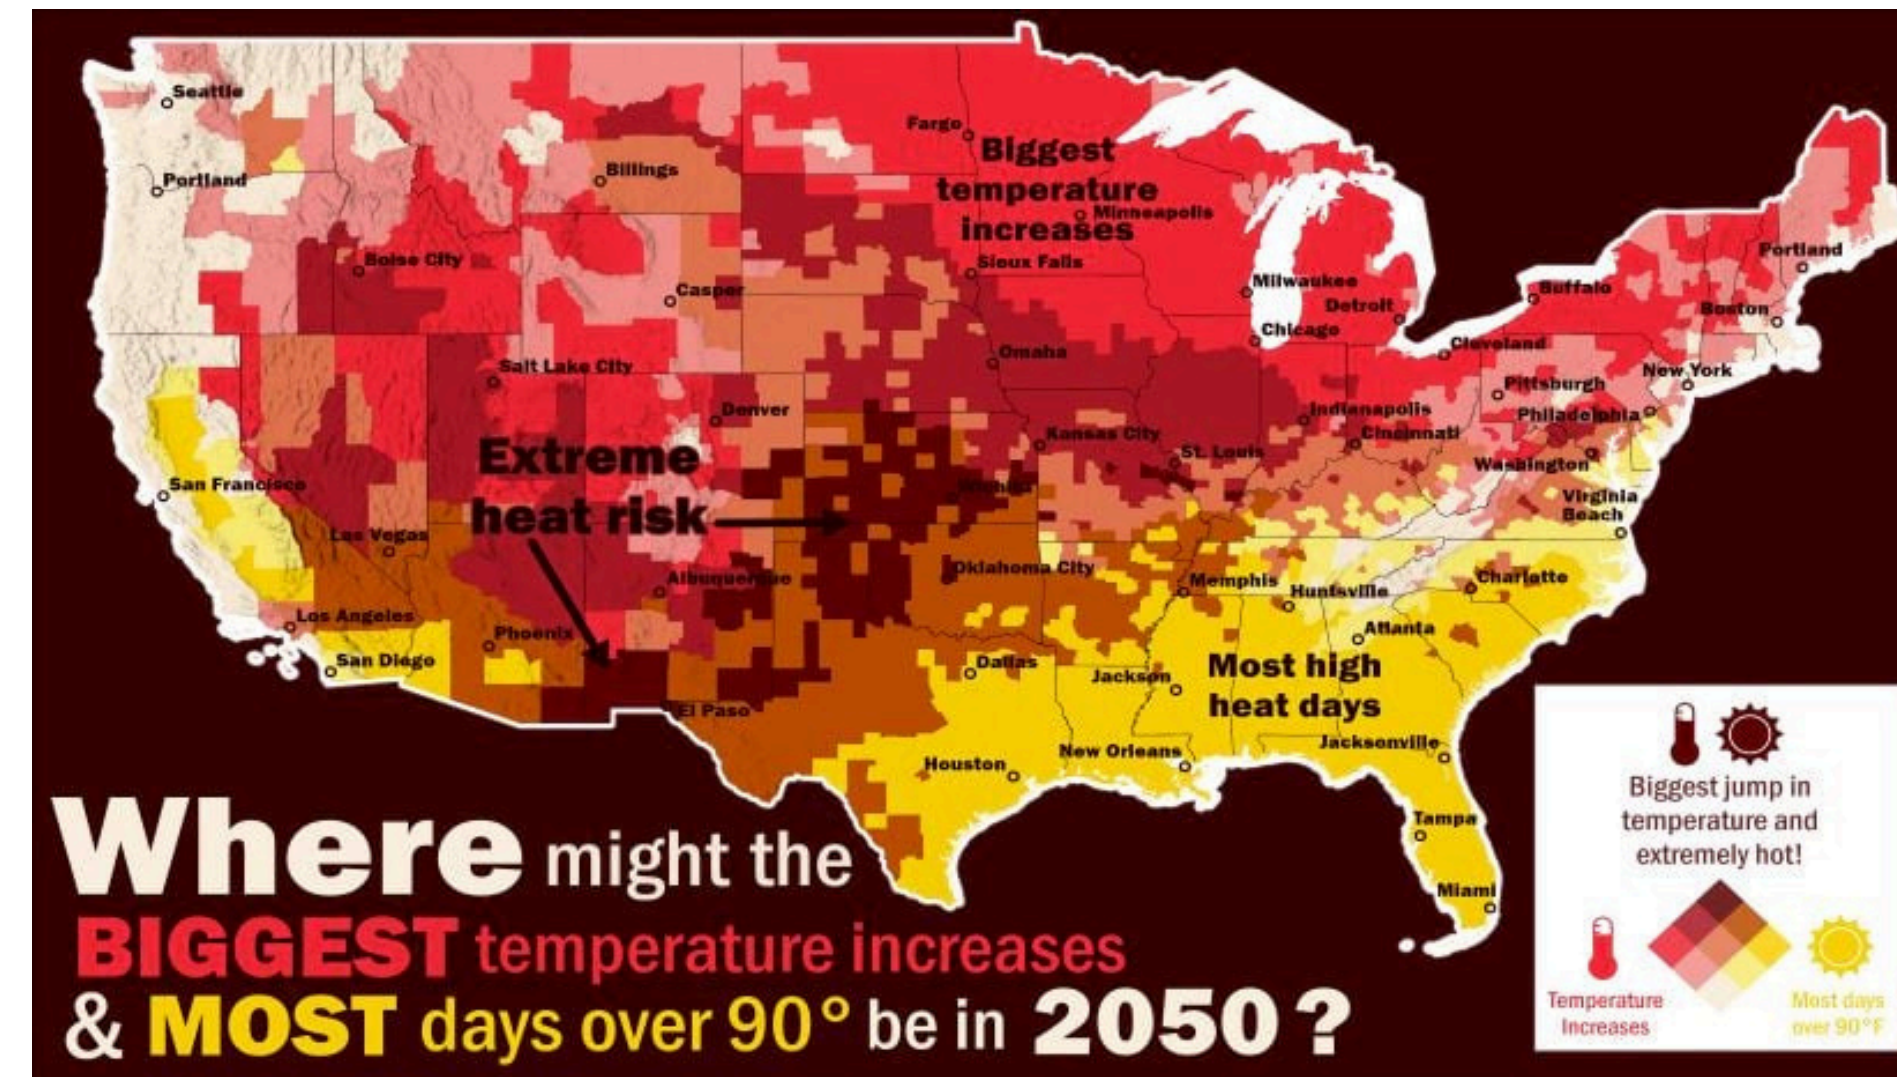 Seattle
Portland
Billings
Boise City
Casper
Salt Lake City
Denver
Fargo
Biggest
temperature
increases
Minneapolis
Sioux Falls
Milwaukee
Detroit
Chicago
Omaha
Cleveland
Buffalo
Portland
Boston
New York
Pittsburgh
Philadelphia
Indianapolis
Cincinnati
Kansas City
St. Louis
Washington
Virginia
Beach
Extreme
heat risk
Wichita
San Francisco
Las Vegas
Los Angeles
San Diego
Phoenix
Albuquerque
El Paso
Oklahoma City
Memphis
Huntsville
Charlotte
Atlanta
Dallas
Jackson
Most high
heat days
Houston
New Orleans
Jacksonville
Tampa
Miami
Where might the
BIGGEST temperature increases
& MOST days over 90° be in 2050?
Biggest jump in
temperature and
extremely hot!
Temperature
Increases
Most days
over 90°F